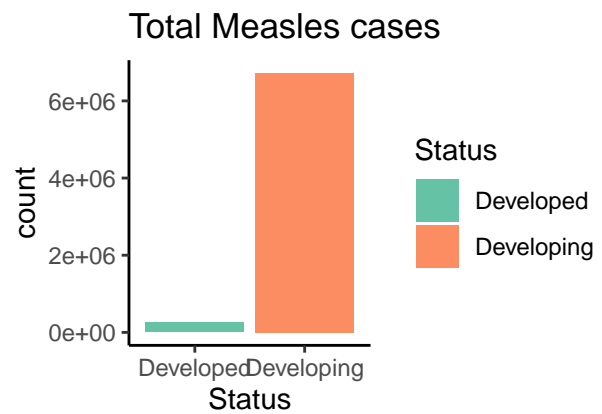 Total Measles cases
count
6e+06
4e+06
2e+06
0e+00
Developed
Developing
Status
Status
Developed
Developing